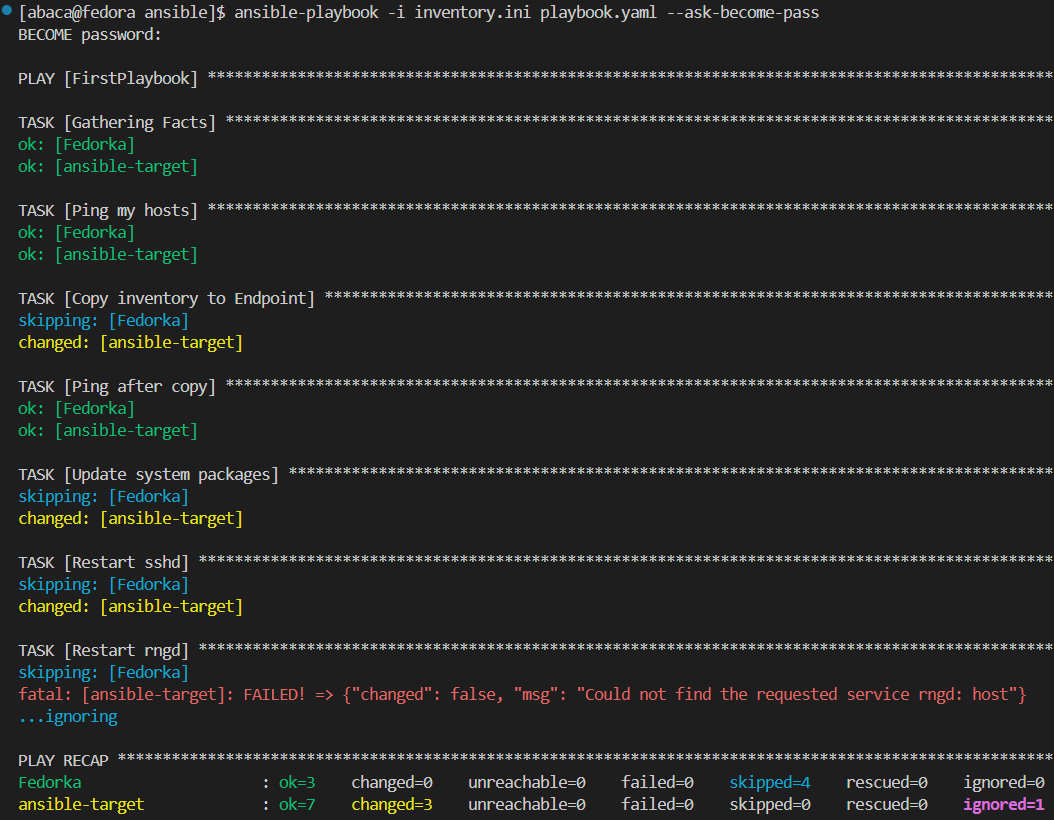 [abaca@fedora ansible]$ ansible-playbook -i inventory.ini playbook.yaml --ask-become-pass
BECOME password:
PLAY [FirstPlaybook] **********************************************************************************************
TASK [Gathering Facts] ********************************************************************************************
ok: [Fedorka]
ok: [ansible-target]
TASK [Ping my hosts] **********************************************************************************************
ok: [Fedorka]
ok: [ansible-target]
TASK [Copy inventory to Endpoint] *********************************************************************************
skipping: [Fedorka]
changed: [ansible-target]
TASK [Ping after copy] ********************************************************************************************
ok: [Fedorka]
ok: [ansible-target]
TASK [Update system packages] *************************************************************************************
skipping: [Fedorka]
changed: [ansible-target]
TASK [Restart sshd] ***********************************************************************************************
skipping: [Fedorka]
changed: [ansible-target]
TASK [Restart rngd] ***********************************************************************************************
skipping: [Fedorka]
fatal: [ansible-target]: FAILED! => {"changed": false, "msg": "Could not find the requested service rngd: host"}
...ignoring
PLAY RECAP ********************************************************************************************************
Fedorka                    : ok=3    changed=0    unreachable=0    failed=0    skipped=4    rescued=0    ignored=0
ansible-target             : ok=7    changed=3    unreachable=0    failed=0    skipped=0    rescued=0    ignored=1